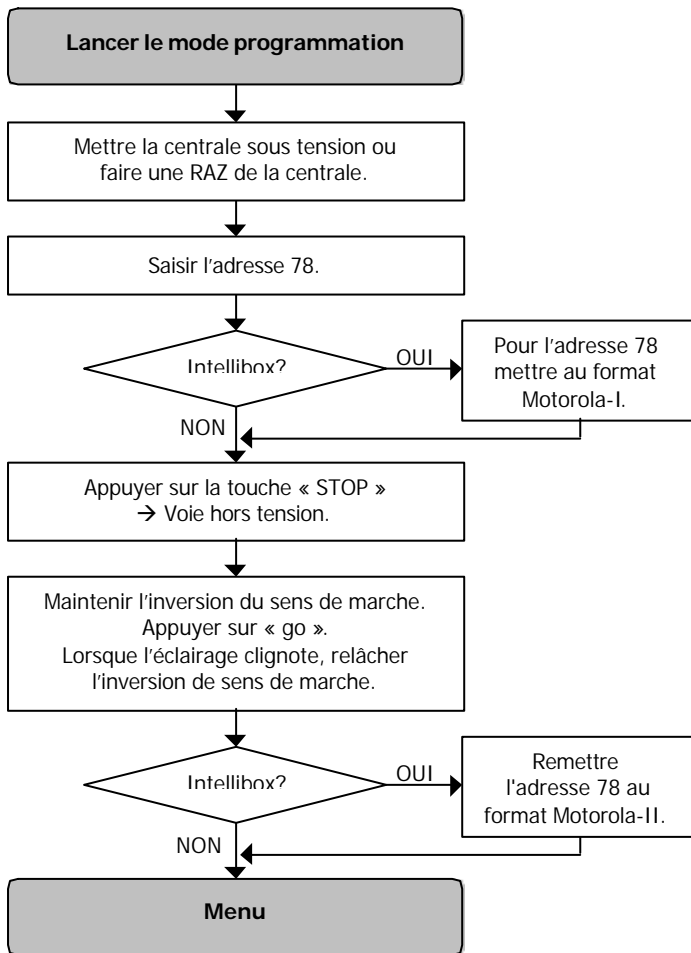 Lancer le mode programmation
Mettre la centrale sous tension ou
faire une RAZ de la centrale.
Saisir l'adresse 78.
Intellibox?
OUI
Pour l'adresse 78
mettre au format
Motorola-I.
NON
Appuyer sur la touche « STOP »
→ Voie hors tension.
Maintenir l'inversion du sens de marche.
Appuyer sur « go ».
Lorsque l'éclairage clignote, relâcher
l'inversion de sens de marche.
Intellibox?
OUI
Remettre
l'adresse 78 au
format Motorola-II.
NON
Menu